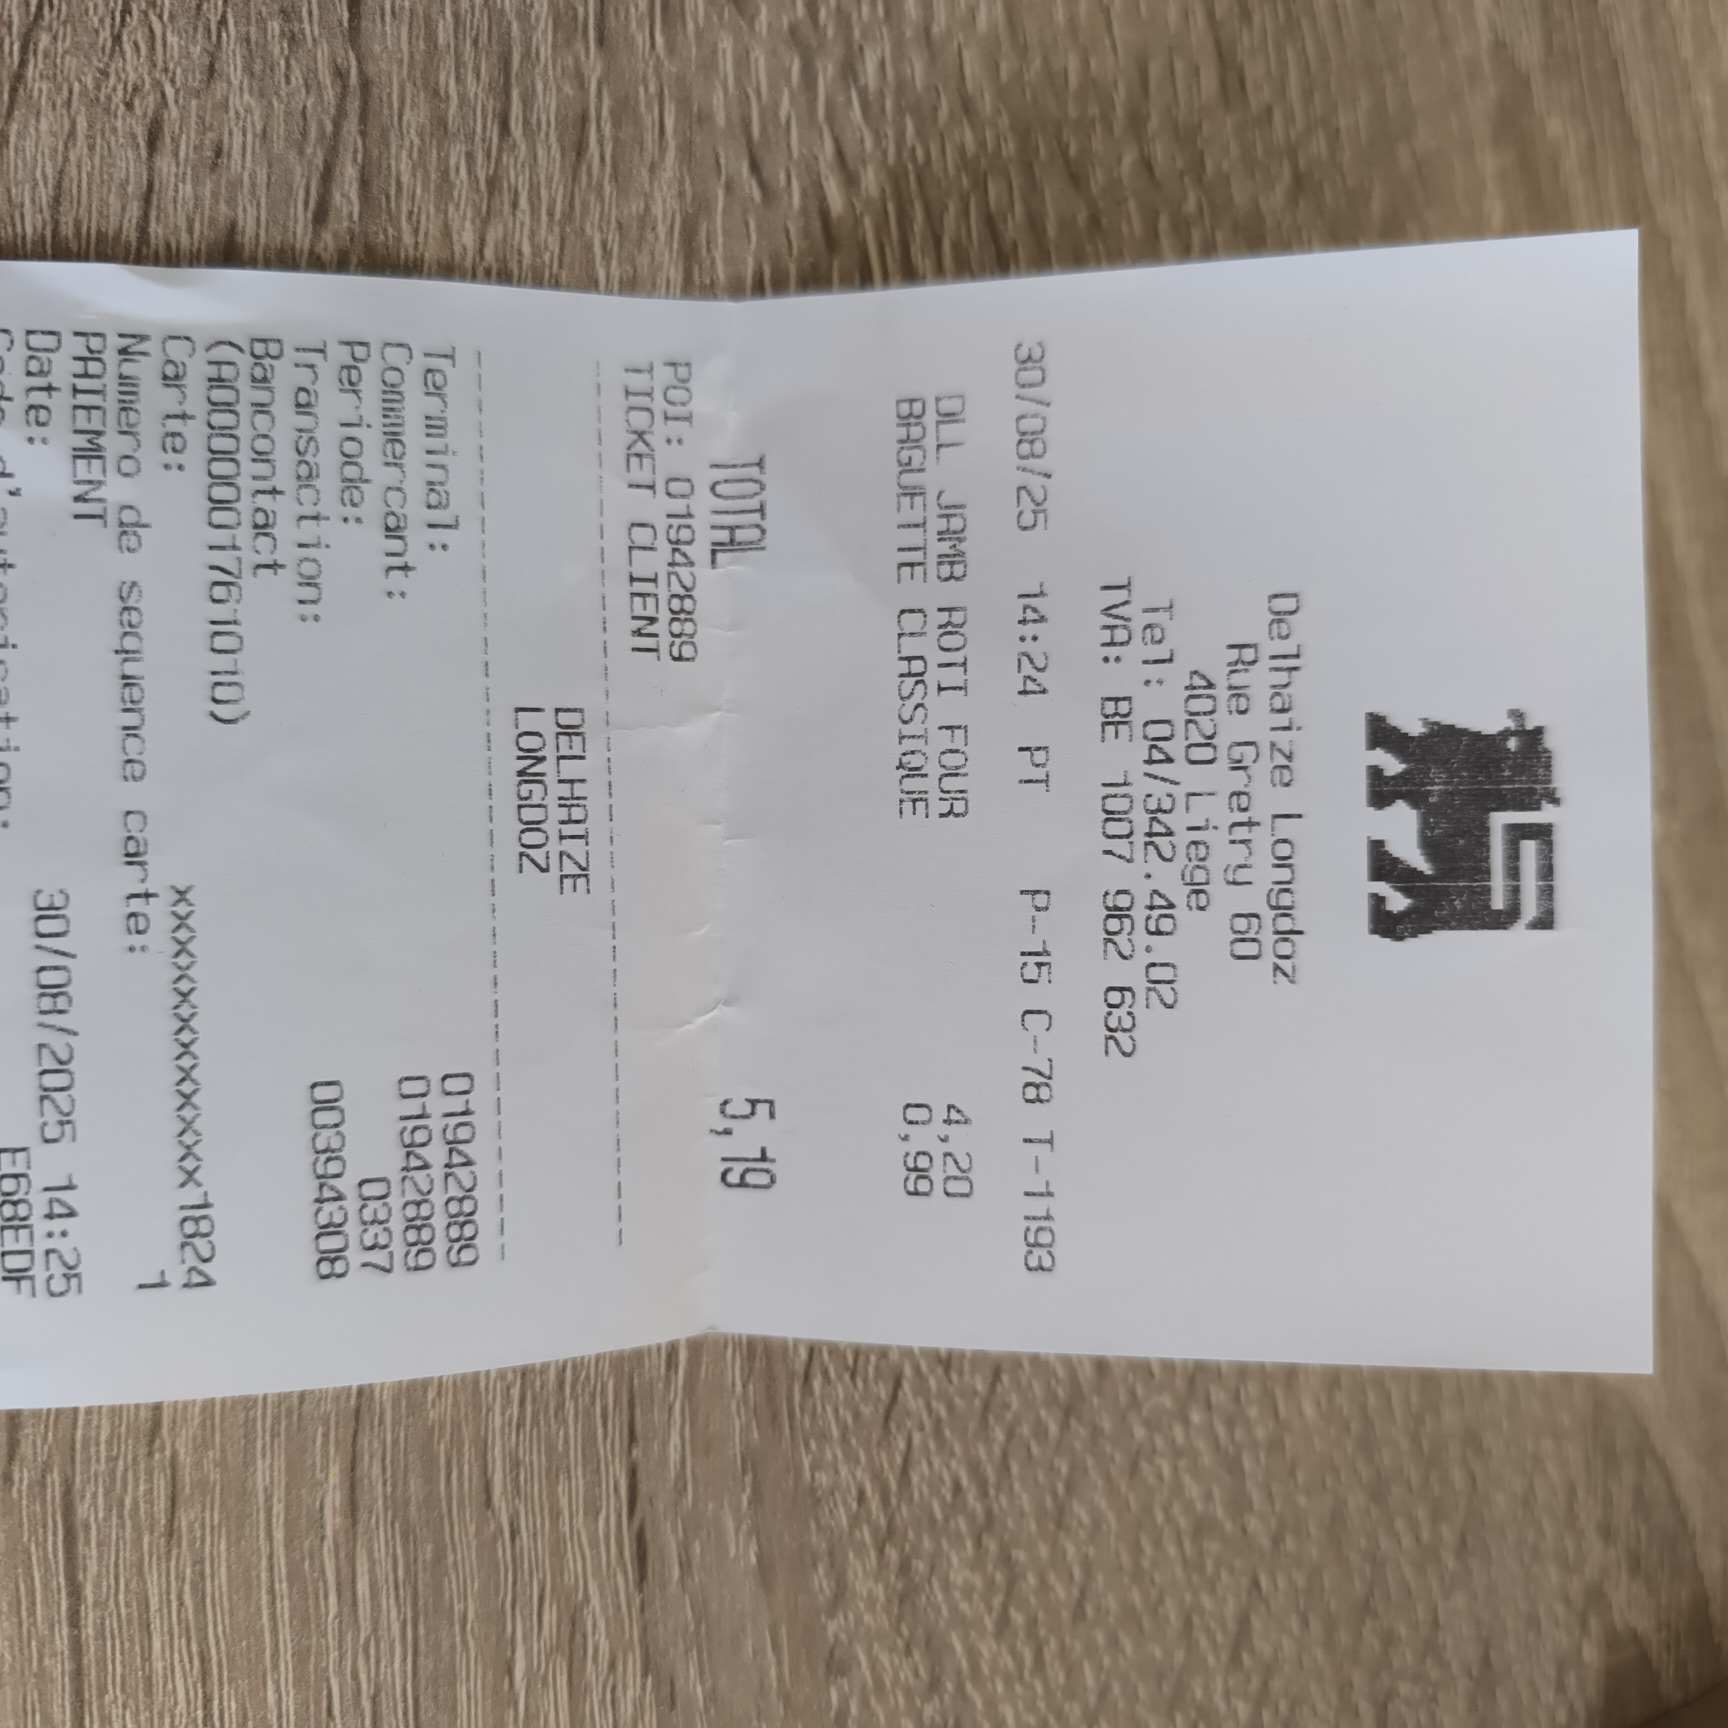 Delhaize Longdoz
Rue Gretry 60
4020 Liege
Tel: 04/342.49.02
TVA: BE 1007 962 632
30/08/25 14:24 PT P-15 C-78 T-1193
DLL JAMB ROTI FOUR 4,20
BAGUETTE CLASSIQUE 0,99
TOTAL 5,19
POI: 01942889
TICKET CLIENT
DELHAIZE
LONGDOZ
Terminal: 01942889
Commercant: 01942889
Periode: 0337
Transaction: 00394308
Bancontact
(A0000001761010)
Carte: xxxxxxxxxxxxx1824
Numero de sequence carte: 1
PAIEMENT
Date: 30/08/2025 14:25
Code d'autorisation: E68EDF